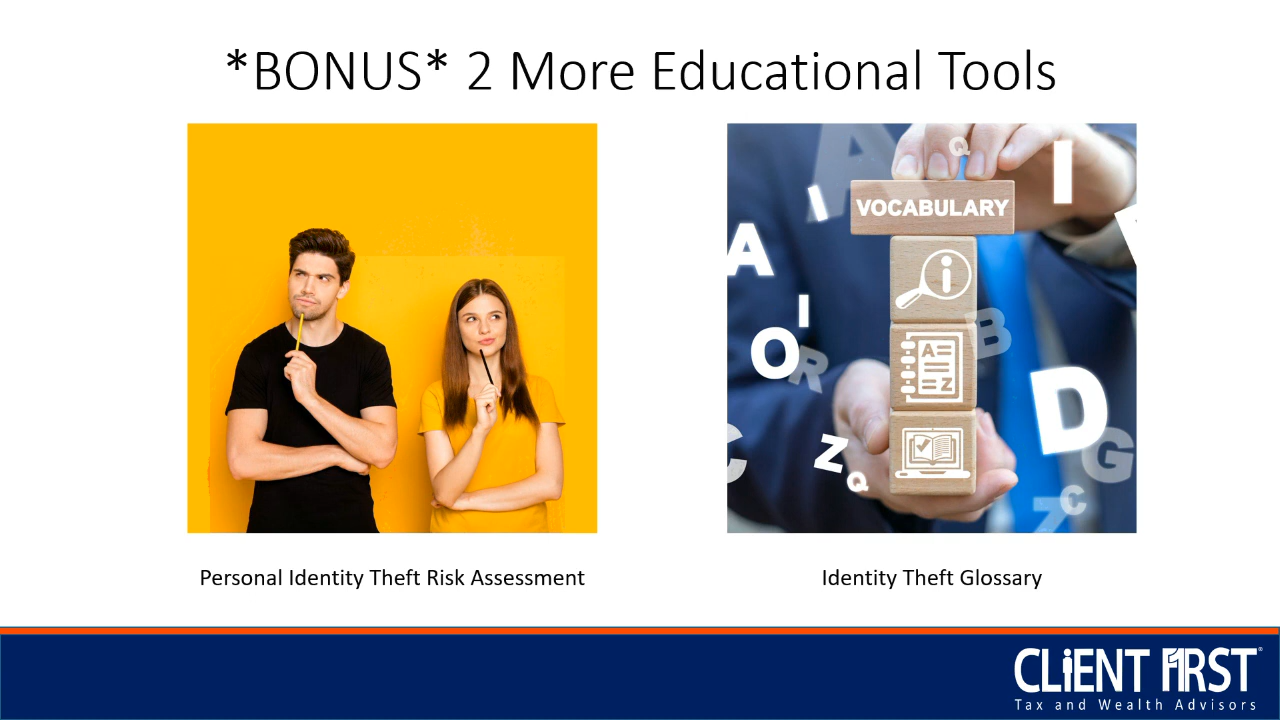 *BONUS* 2 More Educational Tools
Q
I
A
I
VOCABULARY
A
i
I
B
O
R
A
Z
D
C
Z
Q
G
C
Z
Personal Identity Theft Risk Assessment
Identity Theft Glossary
CLiENT F1RST®
Tax and Wealth Advisors